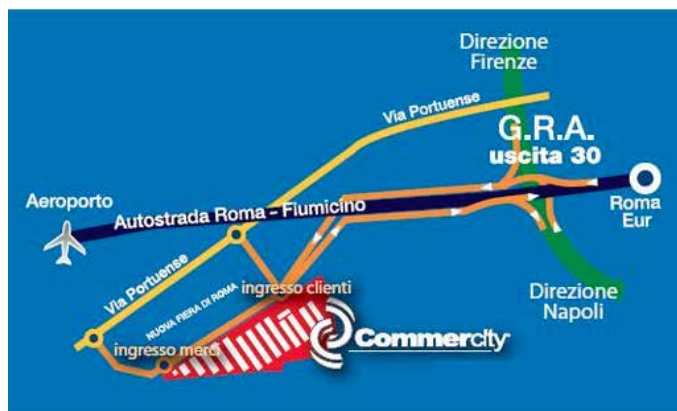 Direzione
Firenze
Via Portuense
G.R.A.
uscita 30
Aeroporto
Autostrada Roma - Fiumicino
Roma
Eur
Via Portuense
NUOVA FIERA DI ROMA
ingresso clienti
Direzione
Napoli
Commercity
ingresso merci